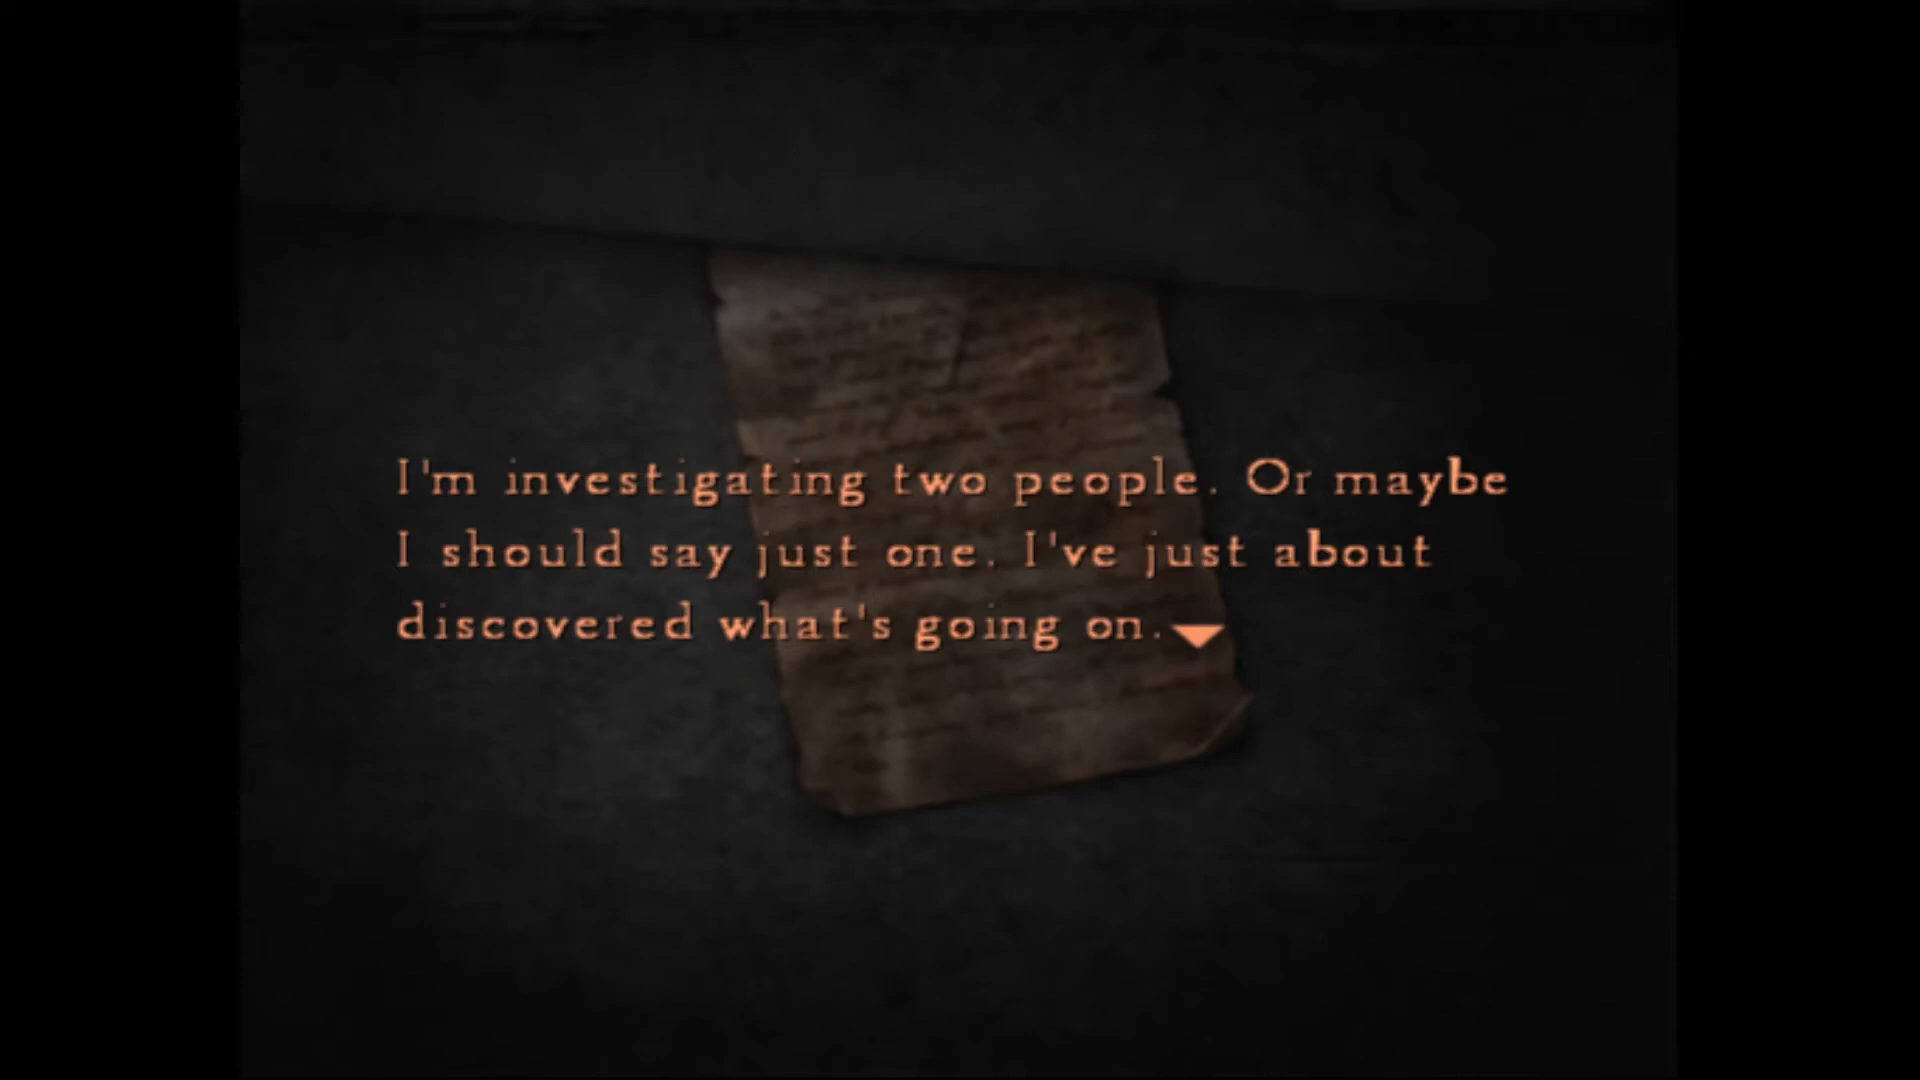 I'm investigating two people. Or maybe
I should say just one. I've just about
discovered what's going on.